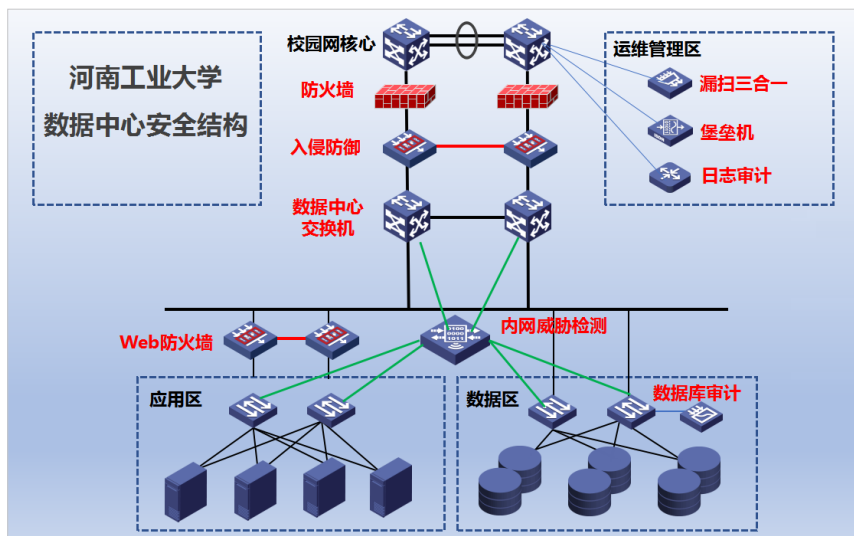 河南工业大学
数据中心安全结构
校园网核心
防火墙
入侵防御
数据中心
交换机
运维管理区
漏扫三合一
堡垒机
日志审计
Web防火墙
内网威胁检测
应用区
数据区
数据库审计
1100
0000
1011